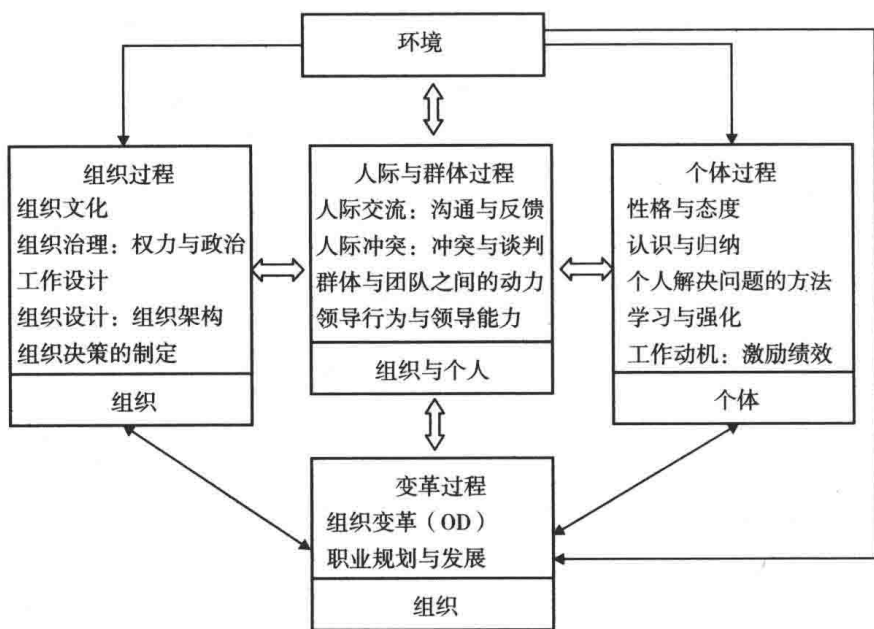 环境
组织过程
组织文化
组织治理：权力与政治
工作设计
组织设计：组织架构
组织决策的制定
组织
人际与群体过程
人际交流：沟通与反馈
人际冲突：冲突与谈判
群体与团队之间的动力
领导行为与领导能力
组织与个人
个体过程
性格与态度
认识与归纳
个人解决问题的方法
学习与强化
工作动机：激励绩效
个体
变革过程
组织变革（OD）
职业规划与发展
组织